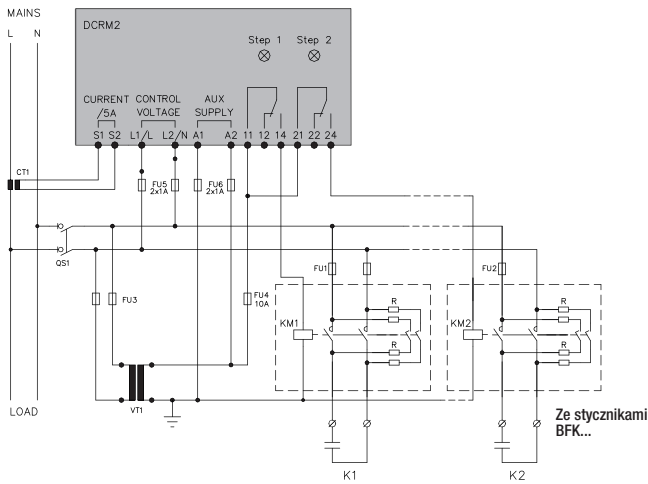 MAINS
L N
DCRM2
Step 1 Step 2
CURRENT CONTROL AUX
/5A VOLTAGE SUPPLY
S1 S2 L1/L L2/N A1 A2 11 12 14 21 22 24
CT1
FU5 FU6
2x1A 2x1A
QS1
FU1 FU2
FU3 FU4
10A
R R
KM1 KM2
R R
LOAD
VT1
Ze stycznikami
BFK...
K1 K2